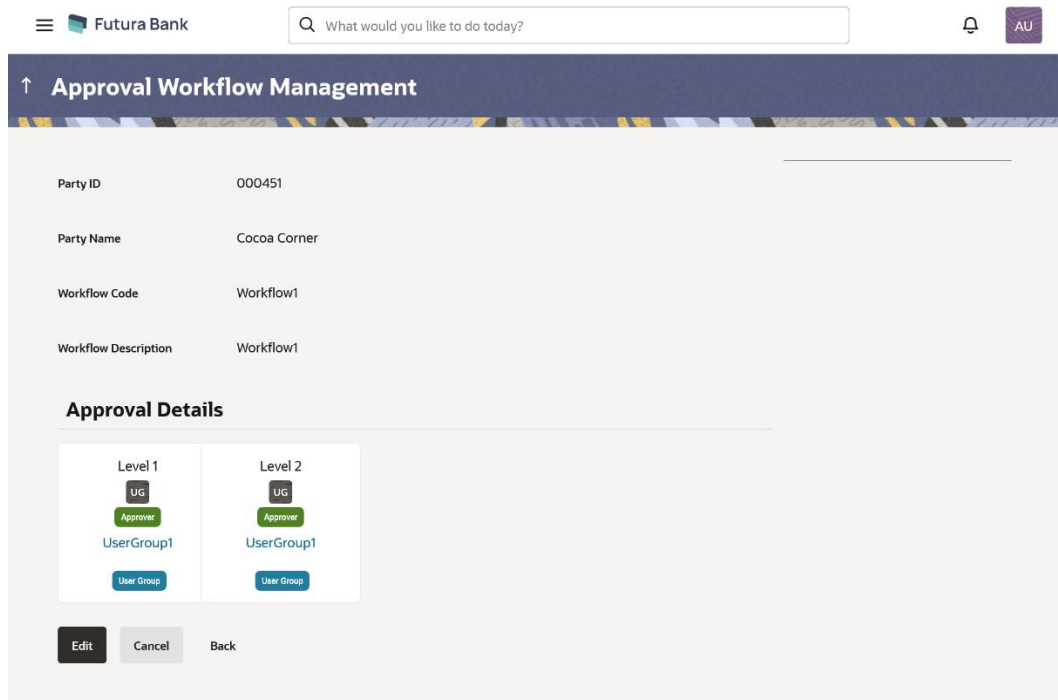 Futura Bank
What would you like to do today?
AU
↑ Approval Workflow Management
Party ID 000451
Party Name Cocoa Corner
Workflow Code Workflow1
Workflow Description Workflow1
Approval Details
Level 1 Level 2
UG UG
Approver Approver
UserGroup1 UserGroup1
User Group User Group
Edit Cancel Back